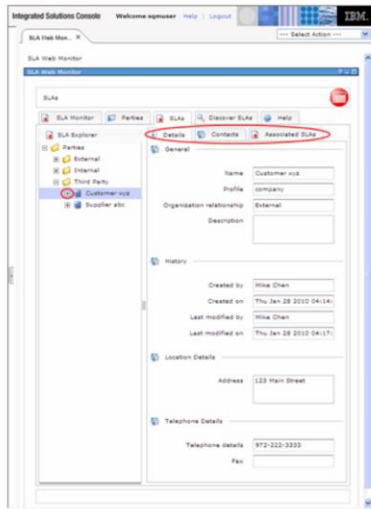 Integrated Solutions Console Welcome sqmuser Help | Logout IBM.
SLA Web Mon... X --- Select Action ---
SLA Web Monitor
SLA Web Monitor
SLAs
SLA Monitor Parties SLAs Discover SLAs Help
SLA Explorer
Parties
External
Internal
Third Party
Customer xyz
Supplier abc
Details Contacts Associated SLAs
General
Name Customer xyz
Profile company
Organization relationship External
Description
History
Created by Mike Chen
Created on Thu Jan 28 2010 04:14:
Last modified by Mike Chen
Last modified on Thu Jan 28 2010 04:17:
Location Details
Address 123 Main Street
Telephone Details
Telephone details 972-222-3333
Fax